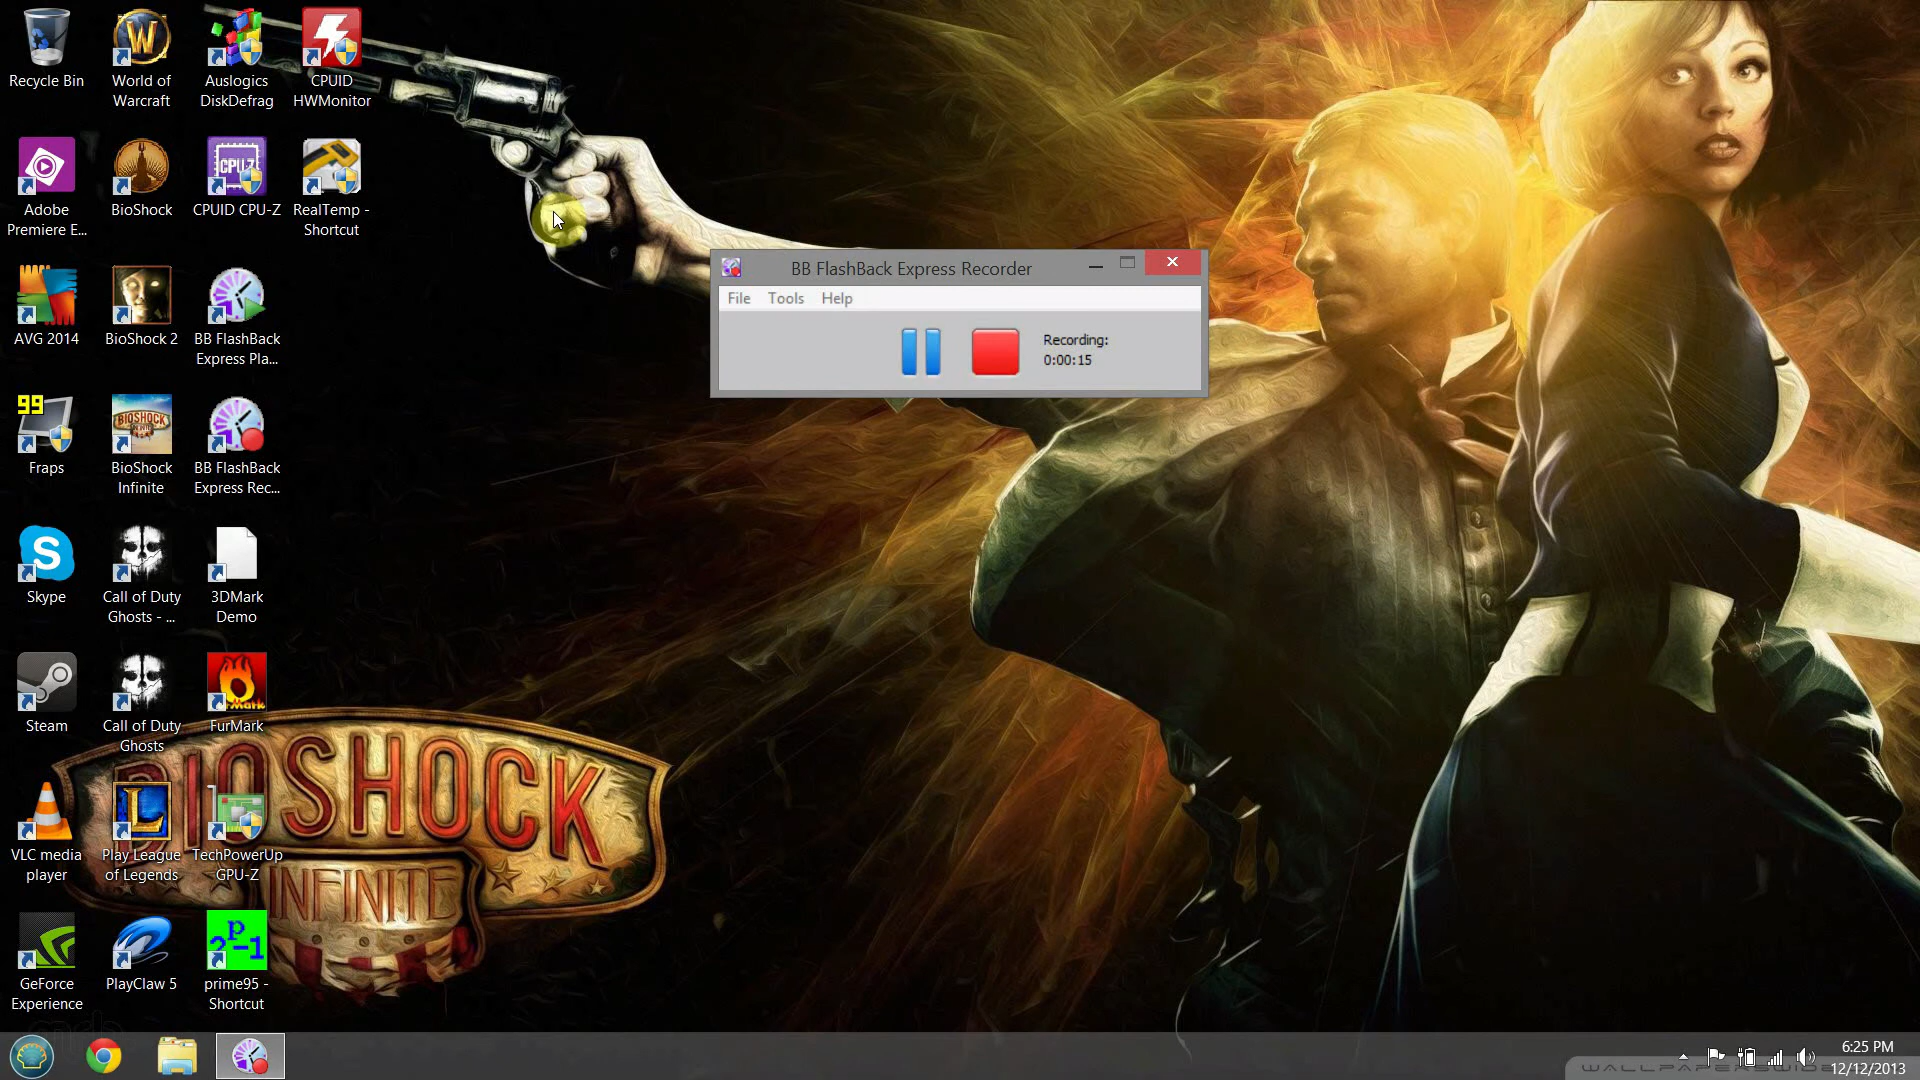 Recycle Bin
World of
Warcraft
Auslogics
DiskDefrag
CPUID
HWMonitor
Adobe
Premiere E...
BioShock
CPU-Z
CPUID CPU-Z
RealTemp -
Shortcut
AVG 2014
BioShock 2
BB FlashBack
Express Pla...
99
Fraps
BIOSHOCK
BioShock
Infinite
BB FlashBack
Express Rec...
Skype
Call of Duty
Ghosts - ...
3DMark
Demo
Steam
Call of Duty
Ghosts
FurMark
VLC media
player
Play League
of Legends
TechPowerUp
GPU-Z
GeForce
Experience
PlayClaw 5
prime95 -
Shortcut
BB FlashBack Express Recorder
File Tools Help
Recording:
0:00:15
BIOSHOCK
INFINITE
6:25 PM
12/12/2013